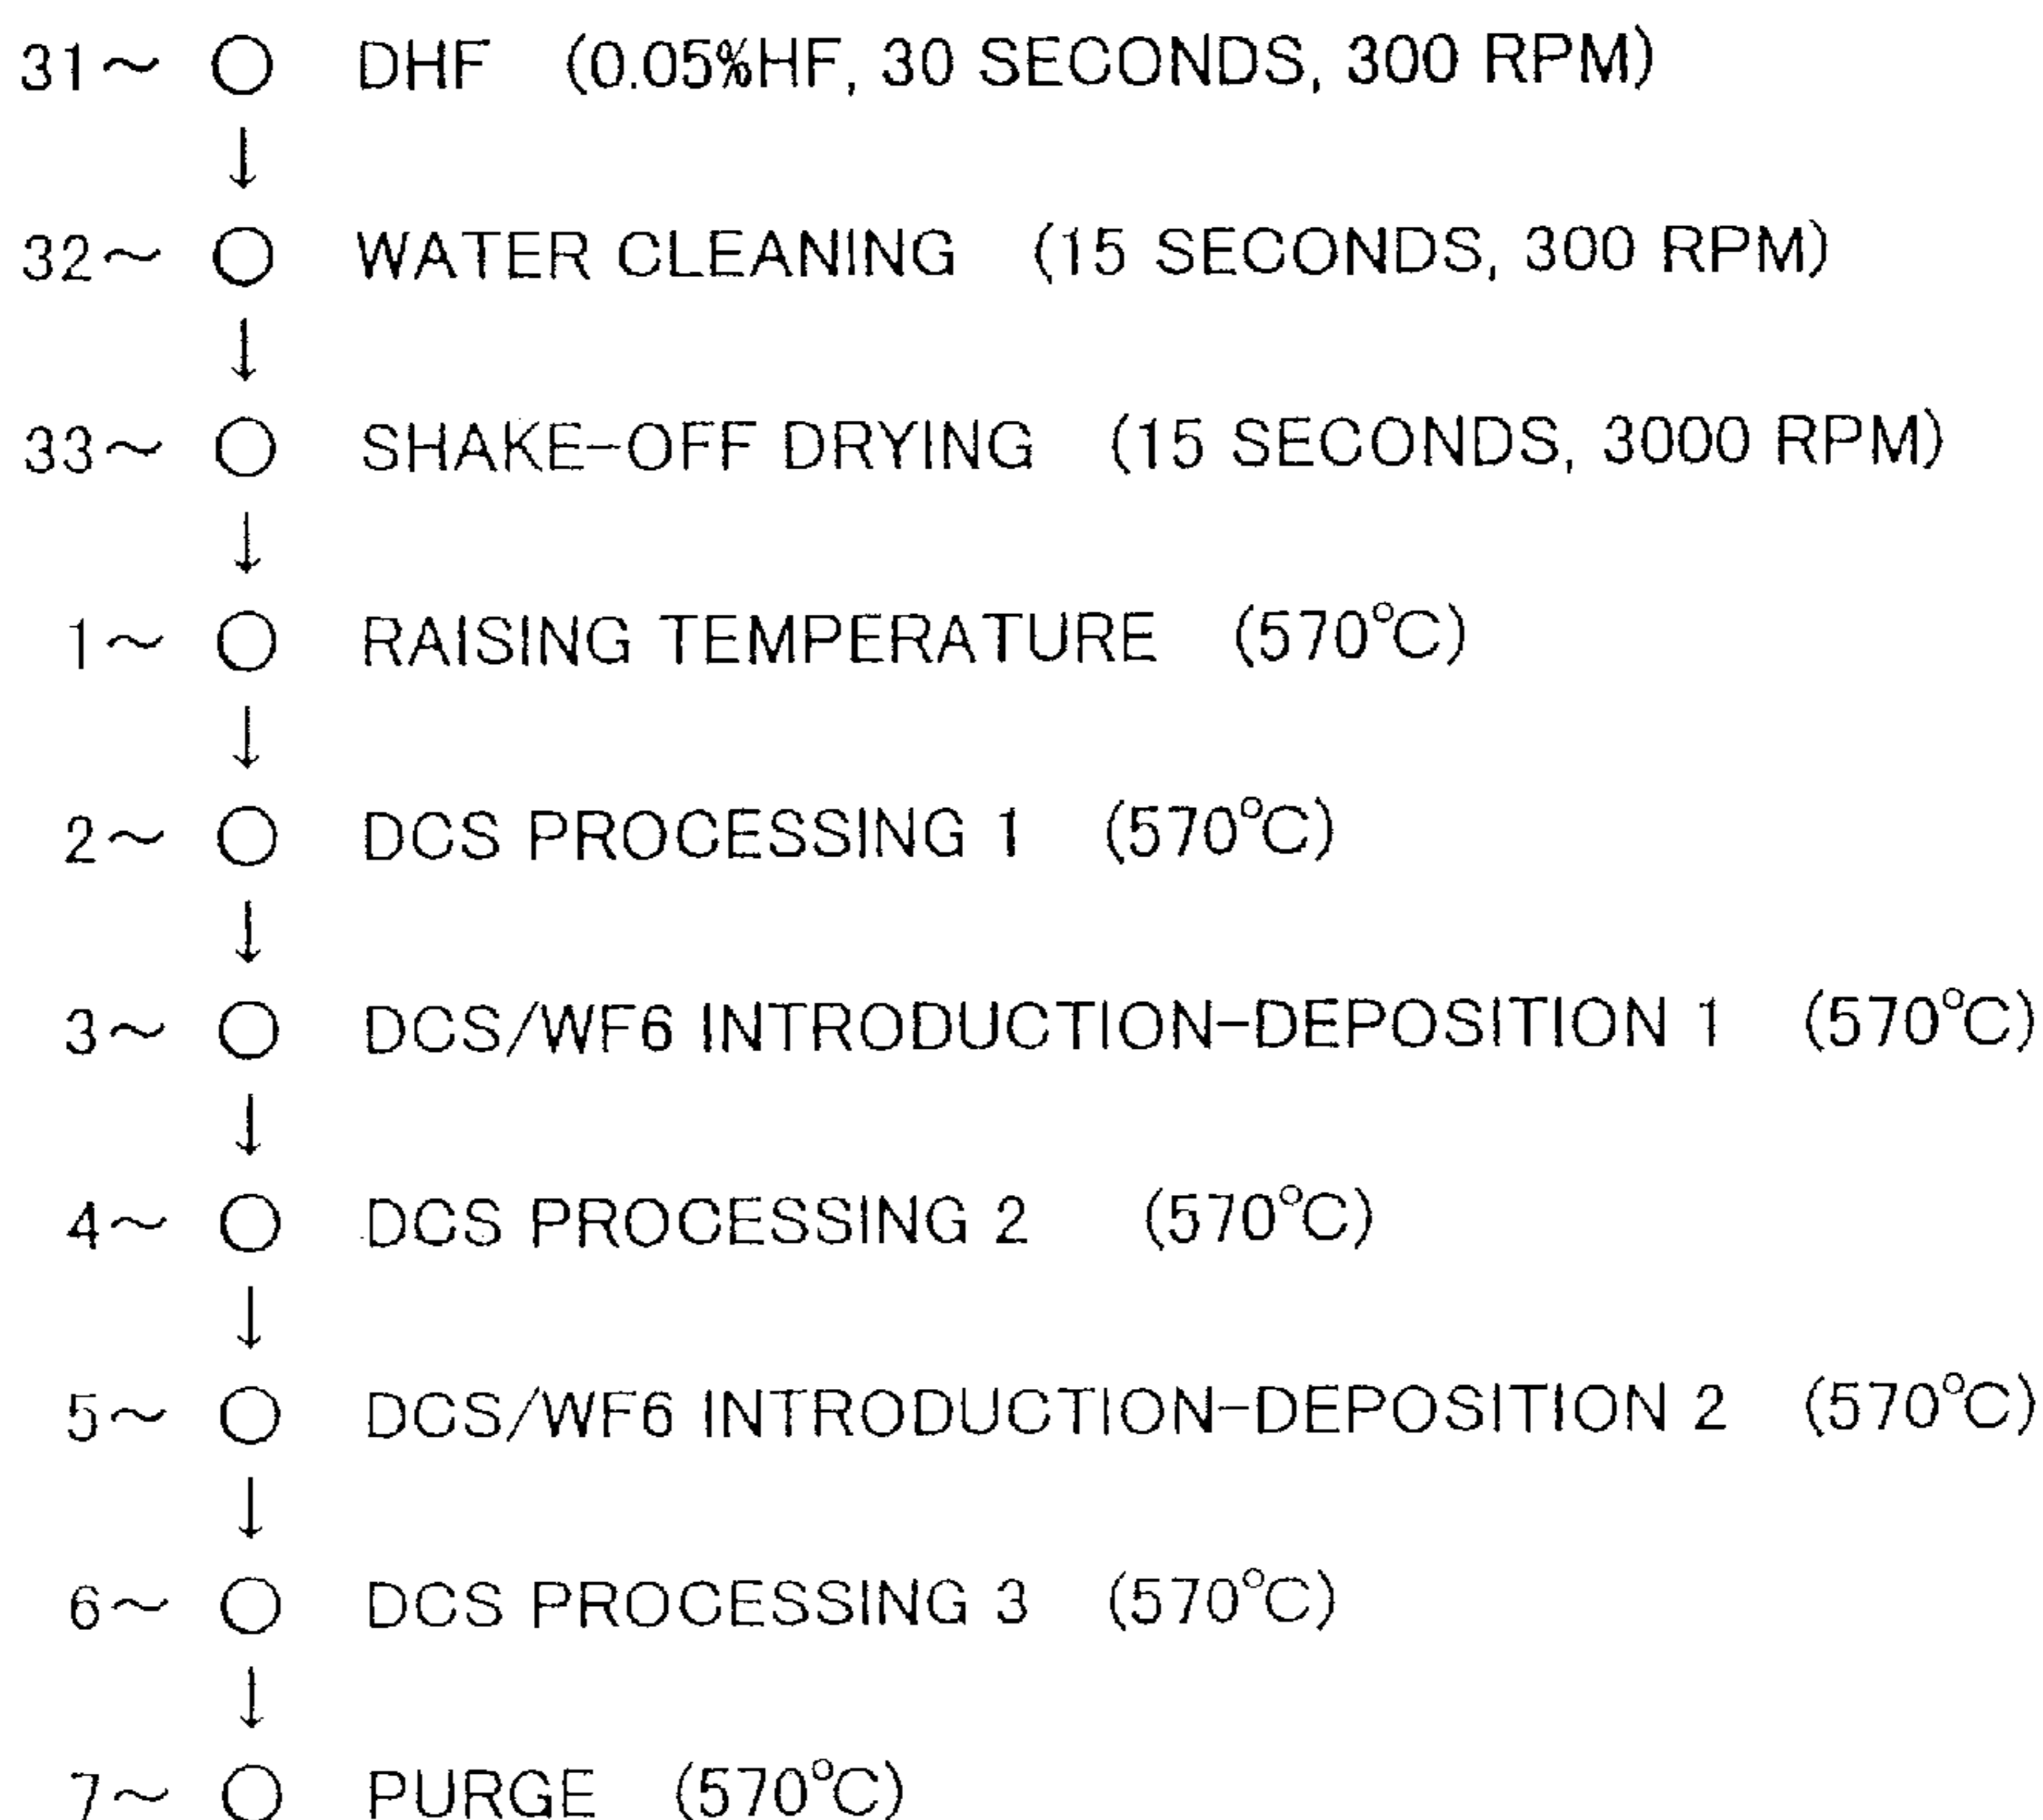 31~ ○ DHF (0.05%HF, 30 SECONDS, 300 RPM)
32~ ○ WATER CLEANING (15 SECONDS, 300 RPM)
33~ ○ SHAKE-OFF DRYING (15 SECONDS, 3000 RPM)
1~ ○ RAISING TEMPERATURE (570℃)
2~ ○ DCS PROCESSING 1 (570℃)
3~ ○ DCS/WF6 INTRODUCTION-DEPOSITION 1 (570℃)
4~ ○ DCS PROCESSING 2 (570℃)
5~ ○ DCS/WF6 INTRODUCTION-DEPOSITION 2 (570℃)
6~ ○ DCS PROCESSING 3 (570℃)
7~ ○ PURGE (570℃)